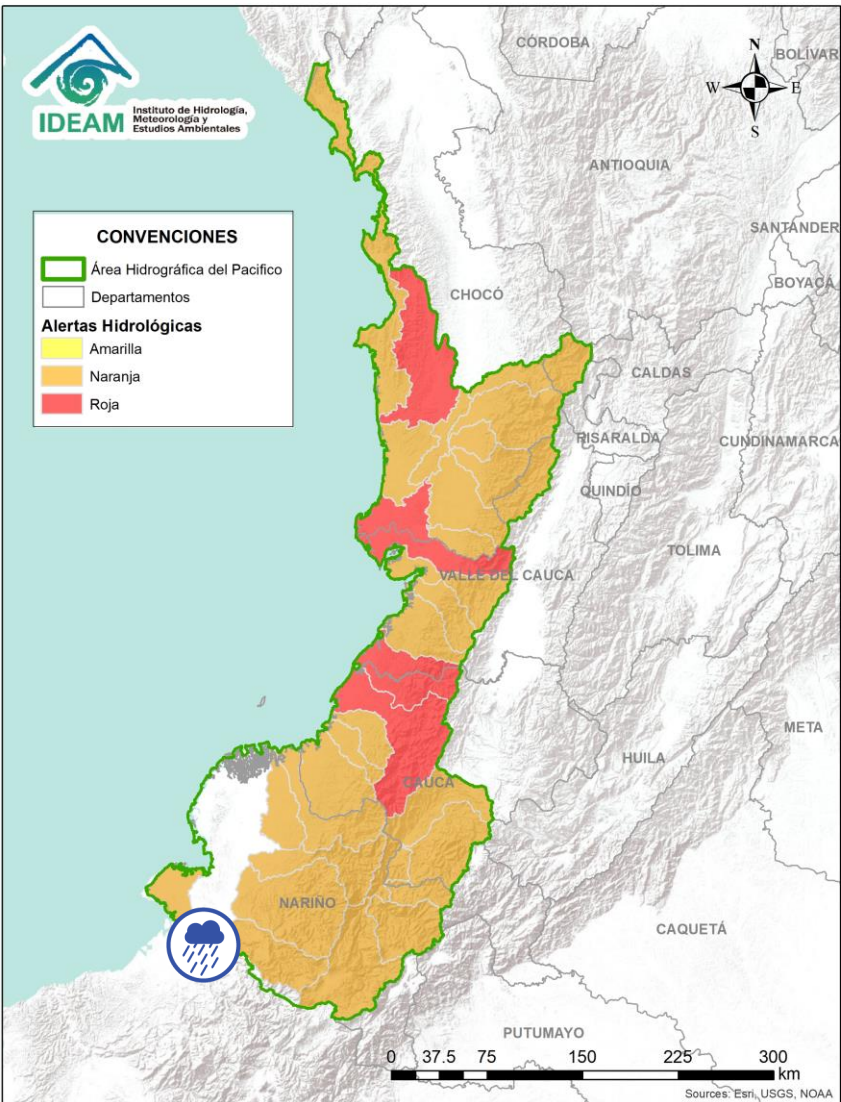 IDEAM
Instituto de Hidrología,
Meteorología y
Estudios Ambientales
CÓRDOBA
BOLÍVAR
N
W
E
S
ANTIOQUIA
SANTANDER
BOYACÁ
CONVENCIONES
Área Hidrográfica del Pacifico
Departamentos
Alertas Hidrológicas
Amarilla
Naranja
Roja
CHOCÓ
CALDAS
RISARALDA
CUNDINAMARCA
QUINDÍO
TOLIMA
VALLE DEL CAUCA
META
HUILA
CAUCA
NARIÑO
CAQUETÁ
PUTUMAYO
0 37.5 75 150 225 300
km
Sources: Esri, USGS, NOAA